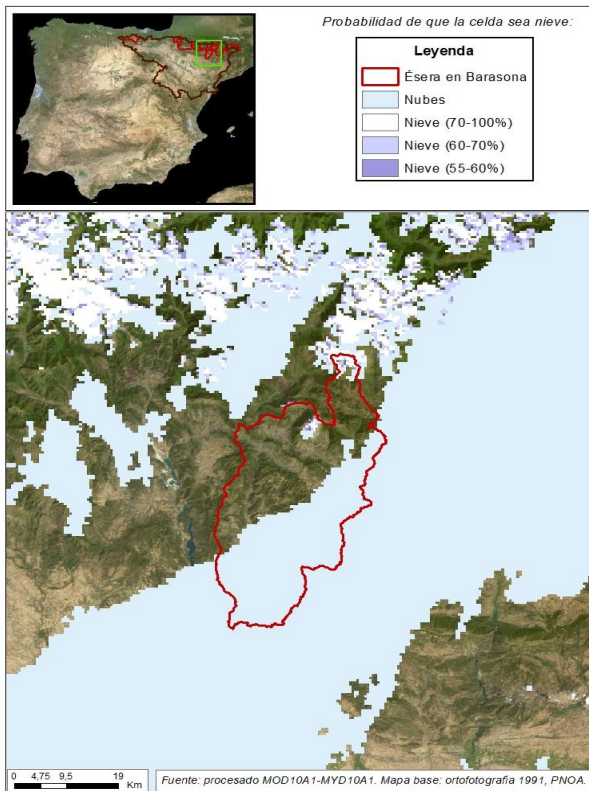 Probabilidad de que la celda sea nieve:
Leyenda
Ésera en Barasona
Nubes
Nieve (70-100%)
Nieve (60-70%)
Nieve (55-60%)
0 4,75 9,5 19
Km
Fuente: procesado MOD10A1-MYD10A1. Mapa base: ortofotografia 1991, PNOA.